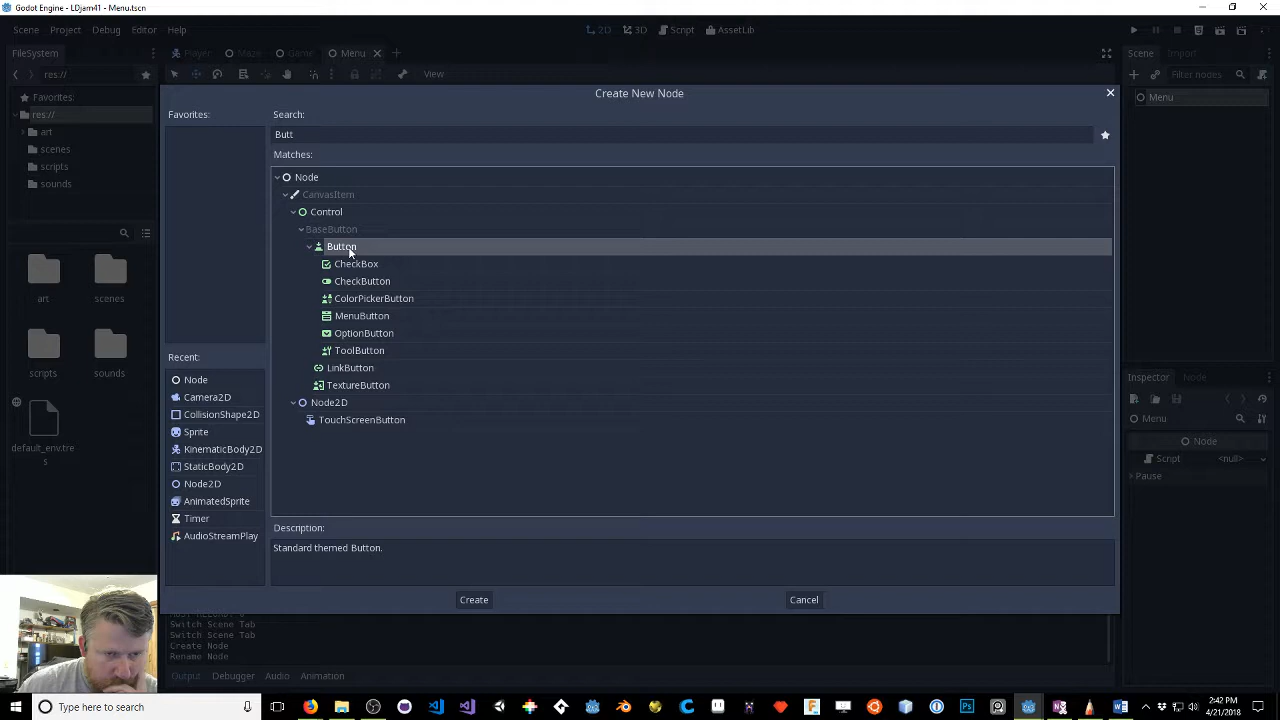 Godot Engine - LDjam41 - Menu.tscn
Scene Project Debug Editor Help
2D 3D Script AssetLib
FileSystem
Player Maze Game Menu
Scene Import
res://
View
Filter nodes
Create New Node
Favorites:
res://
art
scenes
scripts
sounds
Menu
Favorites:
Search:
Butt
Matches:
Node
CanvasItem
Control
BaseButton
Button
CheckBox
CheckButton
ColorPickerButton
MenuButton
OptionButton
ToolButton
LinkButton
TextureButton
Node2D
TouchScreenButton
art
scenes
scripts
sounds
default_env.tres
Recent:
Node
Camera2D
CollisionShape2D
Sprite
KinematicBody2D
StaticBody2D
Node2D
AnimatedSprite
Timer
AudioStreamPlay
Inspector Node
Menu
Node
Script <null>
Pause
Description:
Standard themed Button.
Create Cancel
Switch Scene Tab
Switch Scene Tab
Create Node
Rename Node
Output Debugger Audio Animation
Type here to search
2:42 PM
4/21/2018